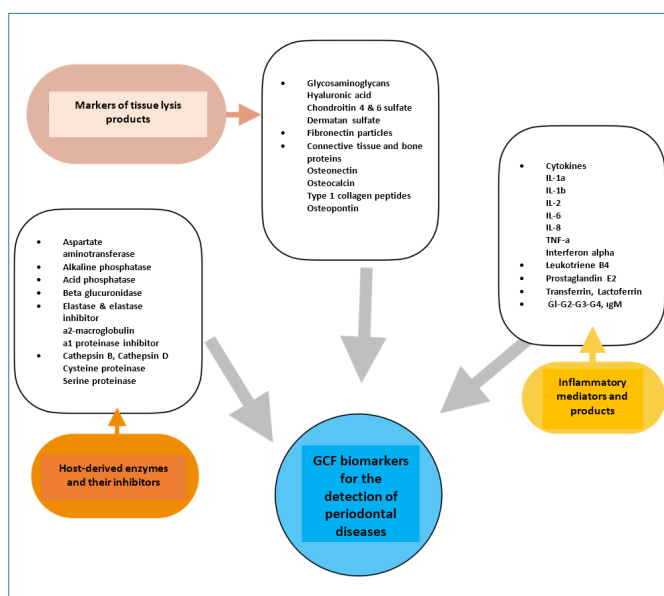 Markers of tissue lysis
products
• Glycosaminoglycans
Hyaluronic acid
Chondroitin 4 & 6 sulfate
Dermatan sulfate
• Fibronectin particles
• Connective tissue and bone
proteins
Osteonectin
Osteocalcin
Type 1 collagen peptides
Osteopontin
• Cytokines
IL-1a
IL-1b
IL-2
IL-6
IL-8
TNF-a
Interferon alpha
• Leukotriene B4
• Prostaglandin E2
• Transferrin, Lactoferrin
• Gl-G2-G3-G4, ıgM
• Aspartate
aminotransferase
• Alkaline phosphatase
• Acid phosphatase
• Beta glucuronidase
• Elastase & elastase
inhibitor
a2-macroglobulin
a1 proteinase inhibitor
• Cathepsin B, Cathepsin D
Cysteine proteinase
Serine proteinase
Inflammatory
mediators and
products
Host-derived enzymes
and their inhibitors
GCF biomarkers
for the
detection of
periodontal
diseases